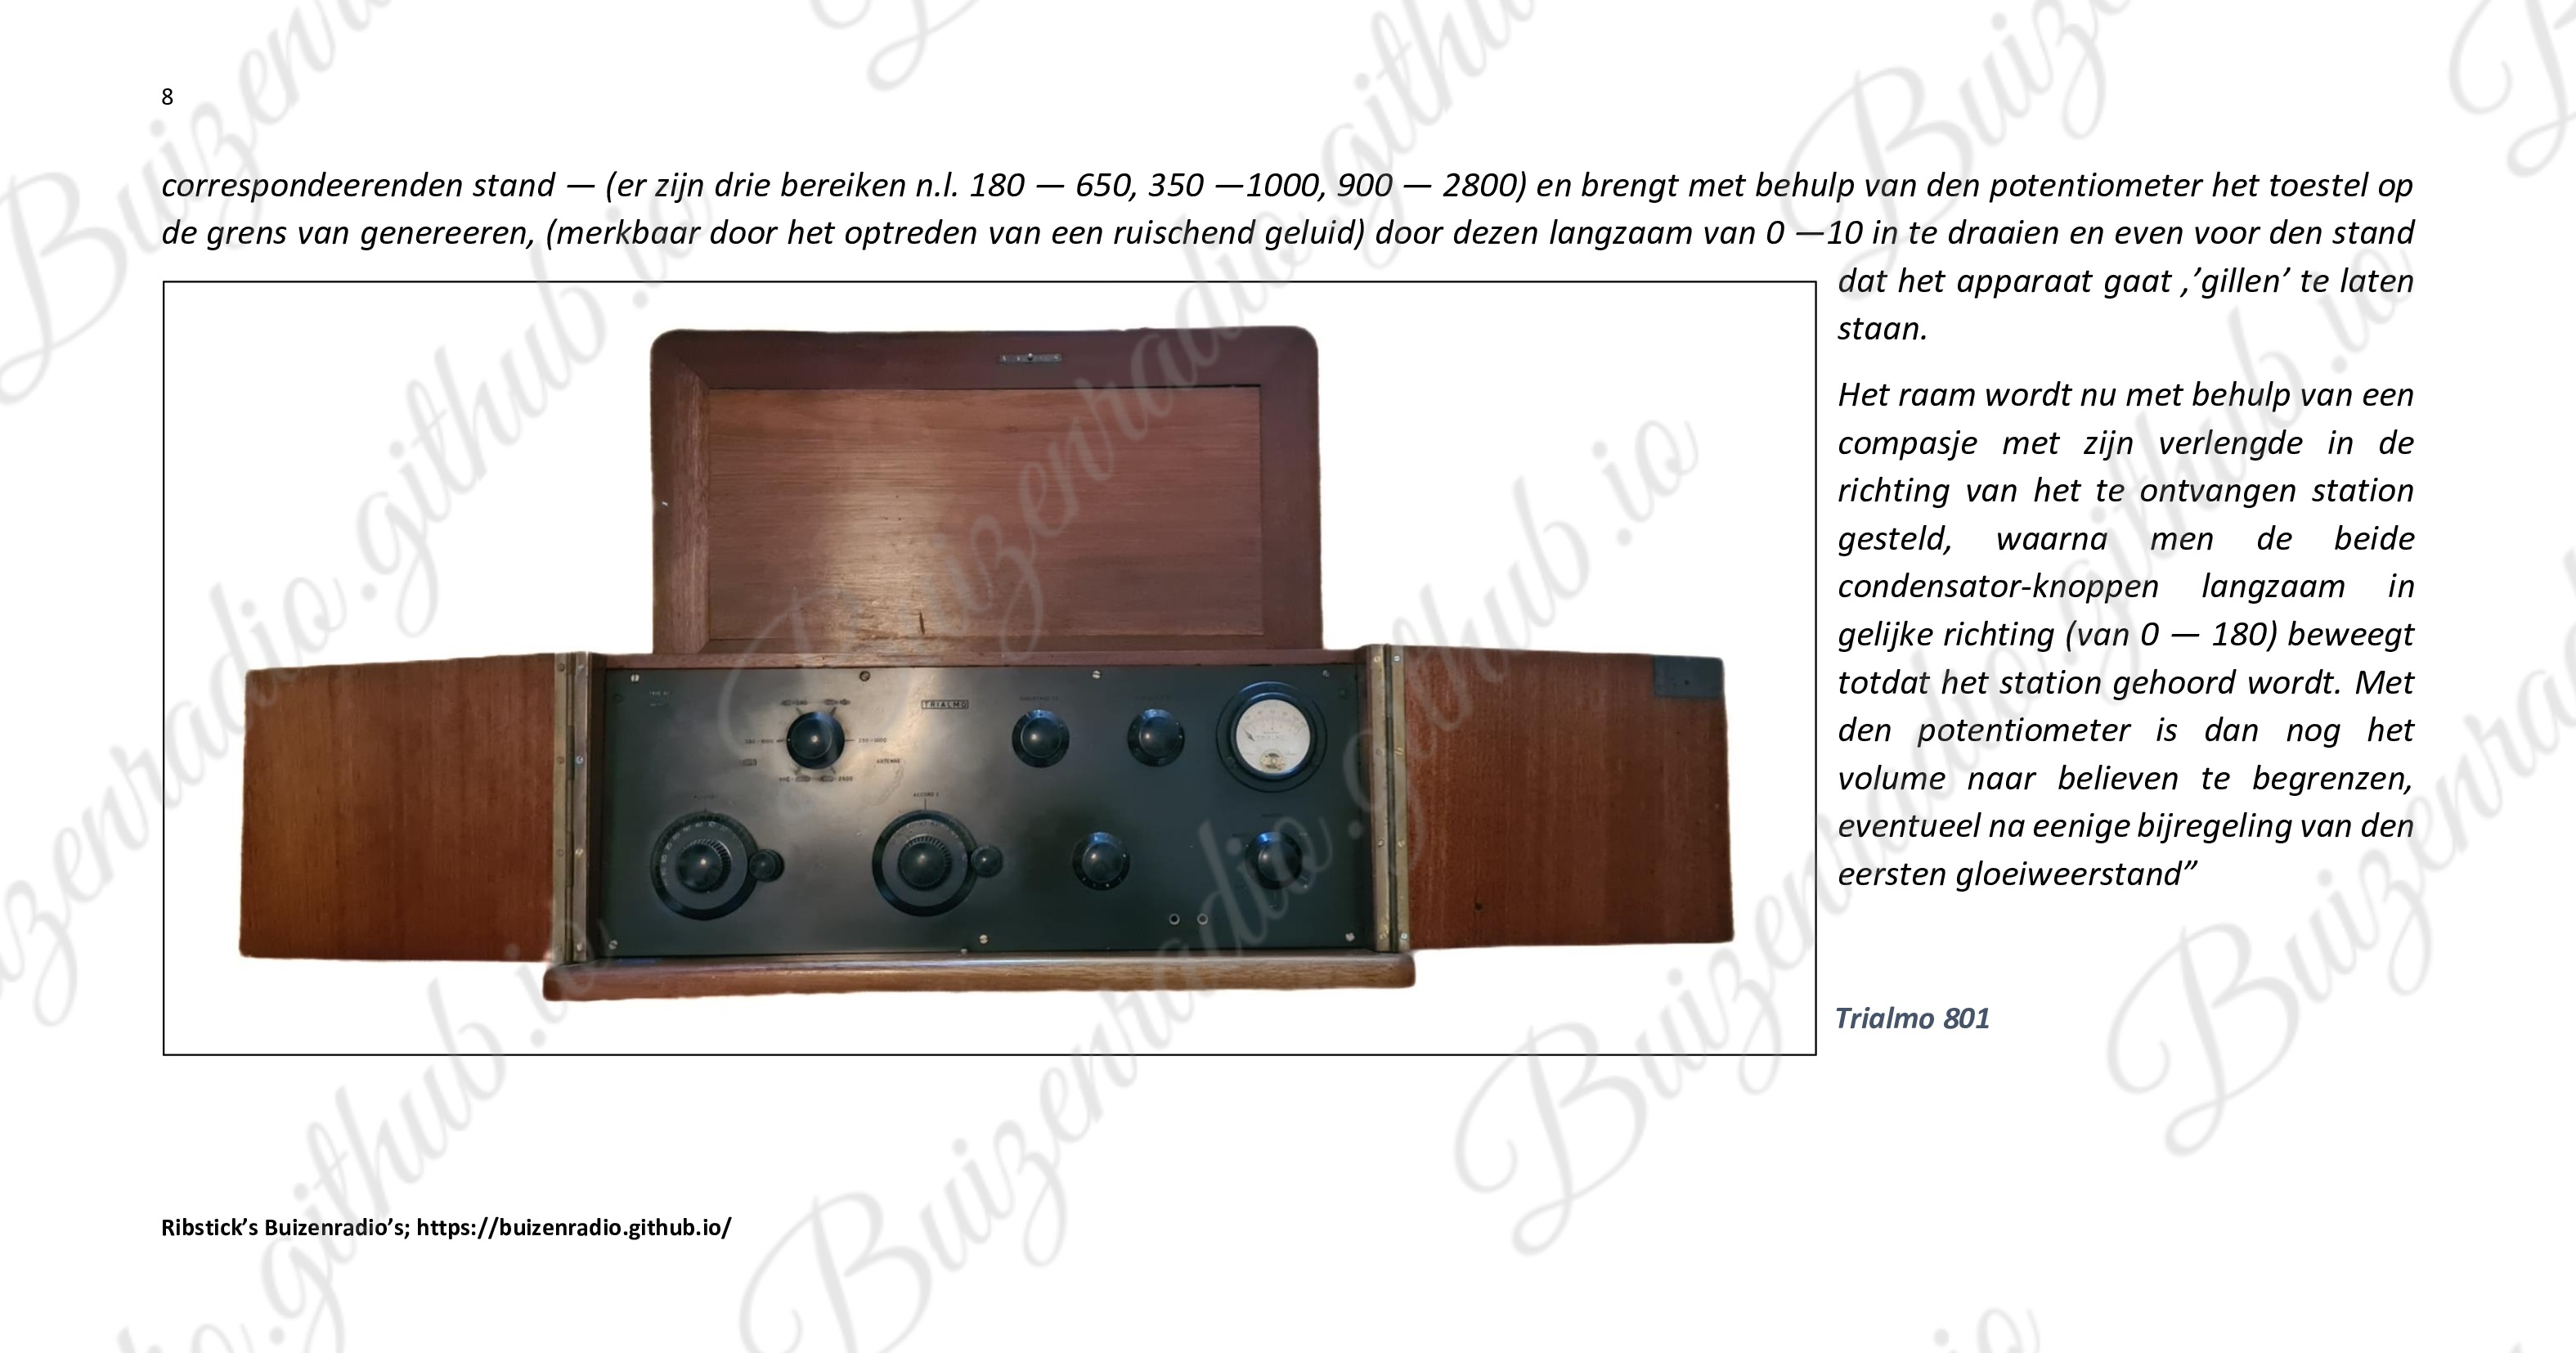 8
correspondeerenden stand — (er zijn drie bereiken n.l. 180 — 650, 350 —1000, 900 — 2800) en brengt met behulp van den potentiometer het toestel op
de grens van genereeren, (merkbaar door het optreden van een ruischend geluid) door dezen langzaam van 0 —10 in te draaien en even voor den stand
dat het apparaat gaat ,’gillen’ te laten
staan.
Het raam wordt nu met behulp van een
compasje met zijn verlengde in de
richting van het te ontvangen station
gesteld, waarna men de beide
condensator-knoppen langzaam in
gelijke richting (van 0 — 180) beweegt
totdat het station gehoord wordt. Met
den potentiometer is dan nog het
volume naar believen te begrenzen,
eventueel na eenige bijregeling van den
eersten gloeiweerstand”
TRIALMO
ANTENNE
Trialmo 801
Ribstick’s Buizenradio’s; https://buizenradio.github.io/
Buizenradio.github.io